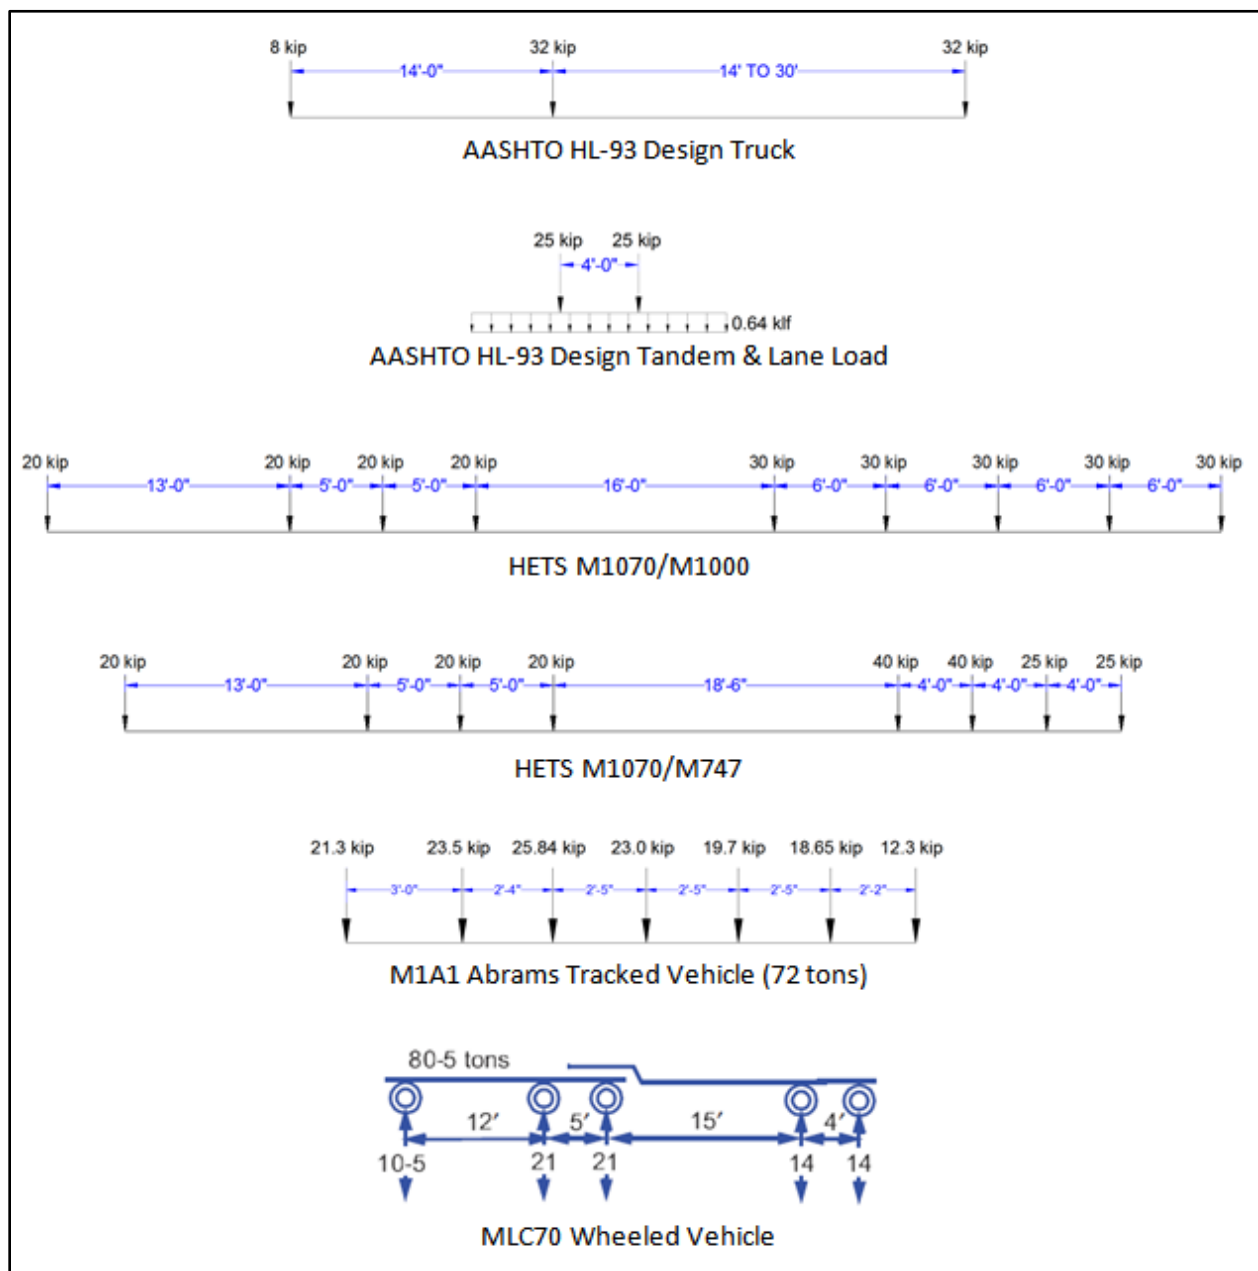 8 kip 32 kip 32 kip
14'-0" 14' TO 30'
AASHTO HL-93 Design Truck
25 kip 25 kip
4'-0"
0.64 klf
AASHTO HL-93 Design Tandem & Lane Load
20 kip 20 kip 20 kip 20 kip 30 kip 30 kip 30 kip 30 kip 30 kip
13'-0" 5'-0" 5'-0" 16'-0" 6'-0" 6'-0" 6'-0" 6'-0"
HETS M1070/M1000
20 kip 20 kip 20 kip 20 kip 40 kip 40 kip 25 kip 25 kip
13'-0" 5'-0" 5'-0" 18'-6" 4'-0" 4'-0" 4'-0"
HETS M1070/M747
21.3 kip 23.5 kip 25.84 kip 23.0 kip 19.7 kip 18.65 kip 12.3 kip
3'-0" 2'-4" 2'-5" 2'-5" 2'-5" 2'-2"
M1A1 Abrams Tracked Vehicle (72 tons)
80-5 tons
12' 5' 15' 4'
10-5 21 21 14 14
MLC70 Wheeled Vehicle